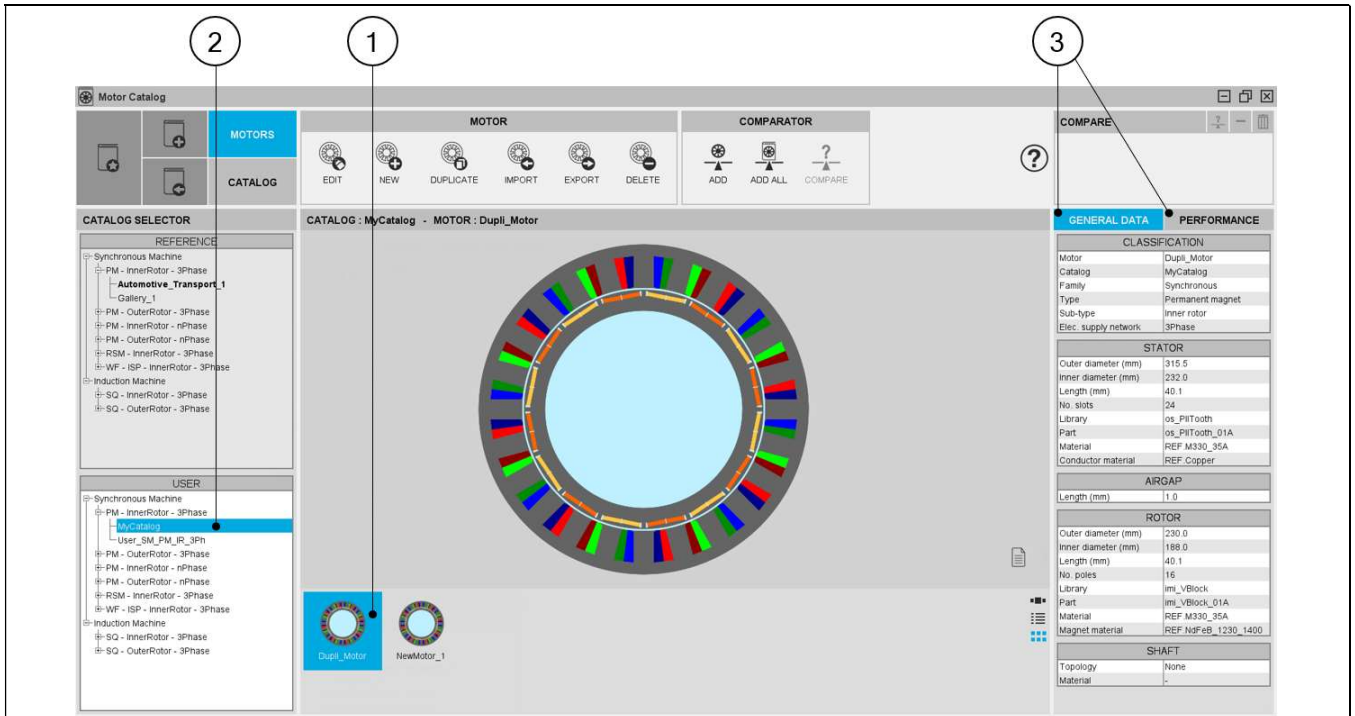 2
1
3
Motor Catalog
MOTORS
CATALOG
MOTOR
EDIT
NEW
DUPLICATE
IMPORT
EXPORT
DELETE
COMPARATOR
ADD
ADD ALL
?
COMPARE
?
COMPARE
?
CATALOG SELECTOR
REFERENCE
Synchronous Machine
PM - InnerRotor - 3Phase
Automotive_Transport_1
Gallery_1
PM - OuterRotor - 3Phase
PM - InnerRotor - nPhase
PM - OuterRotor - nPhase
RSM - InnerRotor - 3Phase
WF - ISP - InnerRotor - 3Phase
Induction Machine
SQ - InnerRotor - 3Phase
SQ - OuterRotor - 3Phase
USER
Synchronous Machine
PM - InnerRotor - 3Phase
MyCatalog
User_SM_PM_IR_3Ph
PM - OuterRotor - 3Phase
PM - InnerRotor - nPhase
PM - OuterRotor - nPhase
RSM - InnerRotor - 3Phase
WF - ISP - InnerRotor - 3Phase
Induction Machine
SQ - InnerRotor - 3Phase
SQ - OuterRotor - 3Phase
CATALOG : MyCatalog - MOTOR : Dupli_Motor
Dupli_Motor
NewMotor_1
GENERAL DATA
PERFORMANCE
CLASSIFICATION
Motor Dupli_Motor
Catalog MyCatalog
Family Synchronous
Type Permanent magnet
Sub-type Inner rotor
Elec. supply network 3Phase
STATOR
Outer diameter (mm) 315.5
Inner diameter (mm) 232.0
Length (mm) 40.1
No. slots 24
Library os_PllTooth
Part os_PllTooth_01A
Material REF.M330_35A
Conductor material REF.Copper
AIRGAP
Length (mm) 1.0
ROTOR
Outer diameter (mm) 230.0
Inner diameter (mm) 188.0
Length (mm) 40.1
No. poles 16
Library imi_VBlock
Part imi_VBlock_01A
Material REF.M330_35A
Magnet material REF.NdFeB_1230_1400
SHAFT
Topology None
Material -